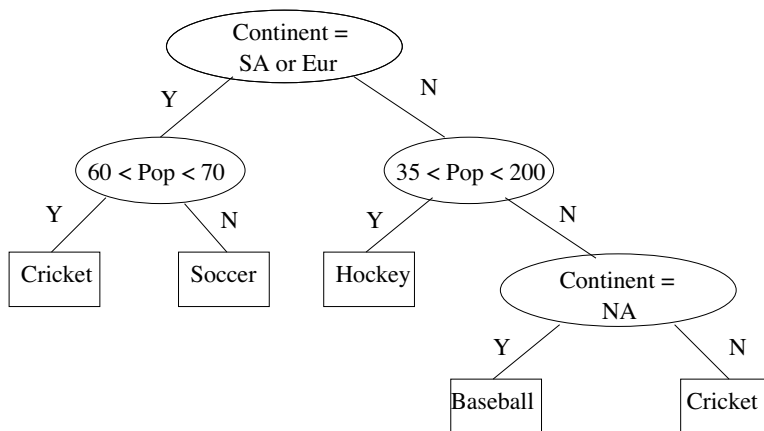 Continent =
SA or Eur
Y
N
60 < Pop < 70
35 < Pop < 200
Y
N
Y
N
Cricket
Soccer
Hockey
Continent =
NA
Y
N
Baseball
Cricket